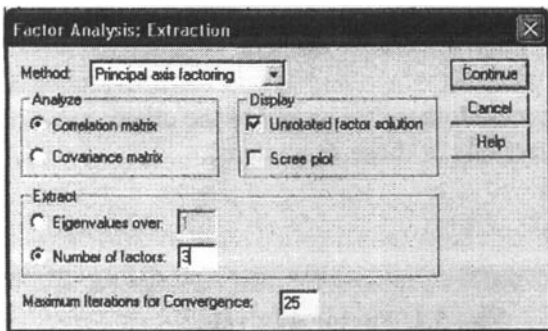 Factor Analysis: Extraction
Method: Principal axis factoring
Continue
Analyze
Display
Cancel
Correlation matrix
Unrotated factor solution
Help
Covariance matrix
Scree plot
Extract
Eigenvalues over: 1
Number of factors: 3
Maximum Iterations for Convergence: 25